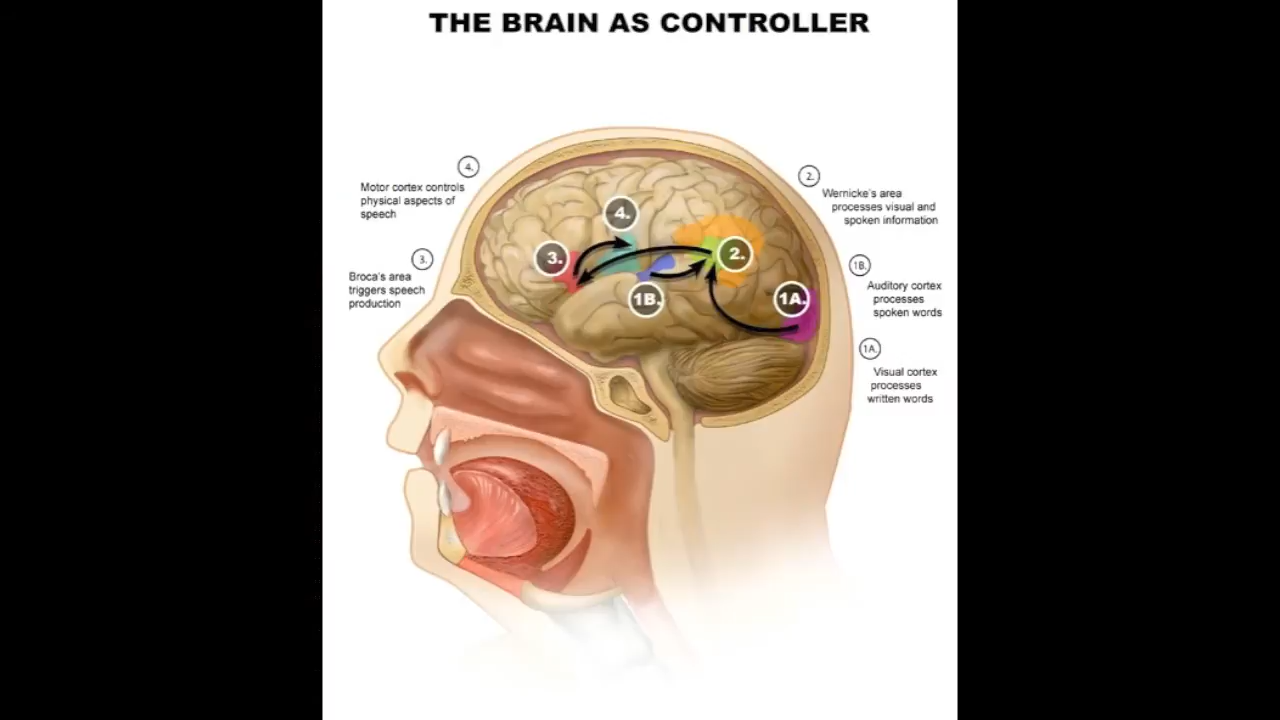 THE BRAIN AS CONTROLLER
4.
Motor cortex controls
physical aspects of
speech
3.
Broca's area
triggers speech
production
4.
3.
2.
1B.
1A.
2.
Wernicke's area
processes visual and
spoken information
1B.
Auditory cortex
processes
spoken words
1A.
Visual cortex
processes
written words